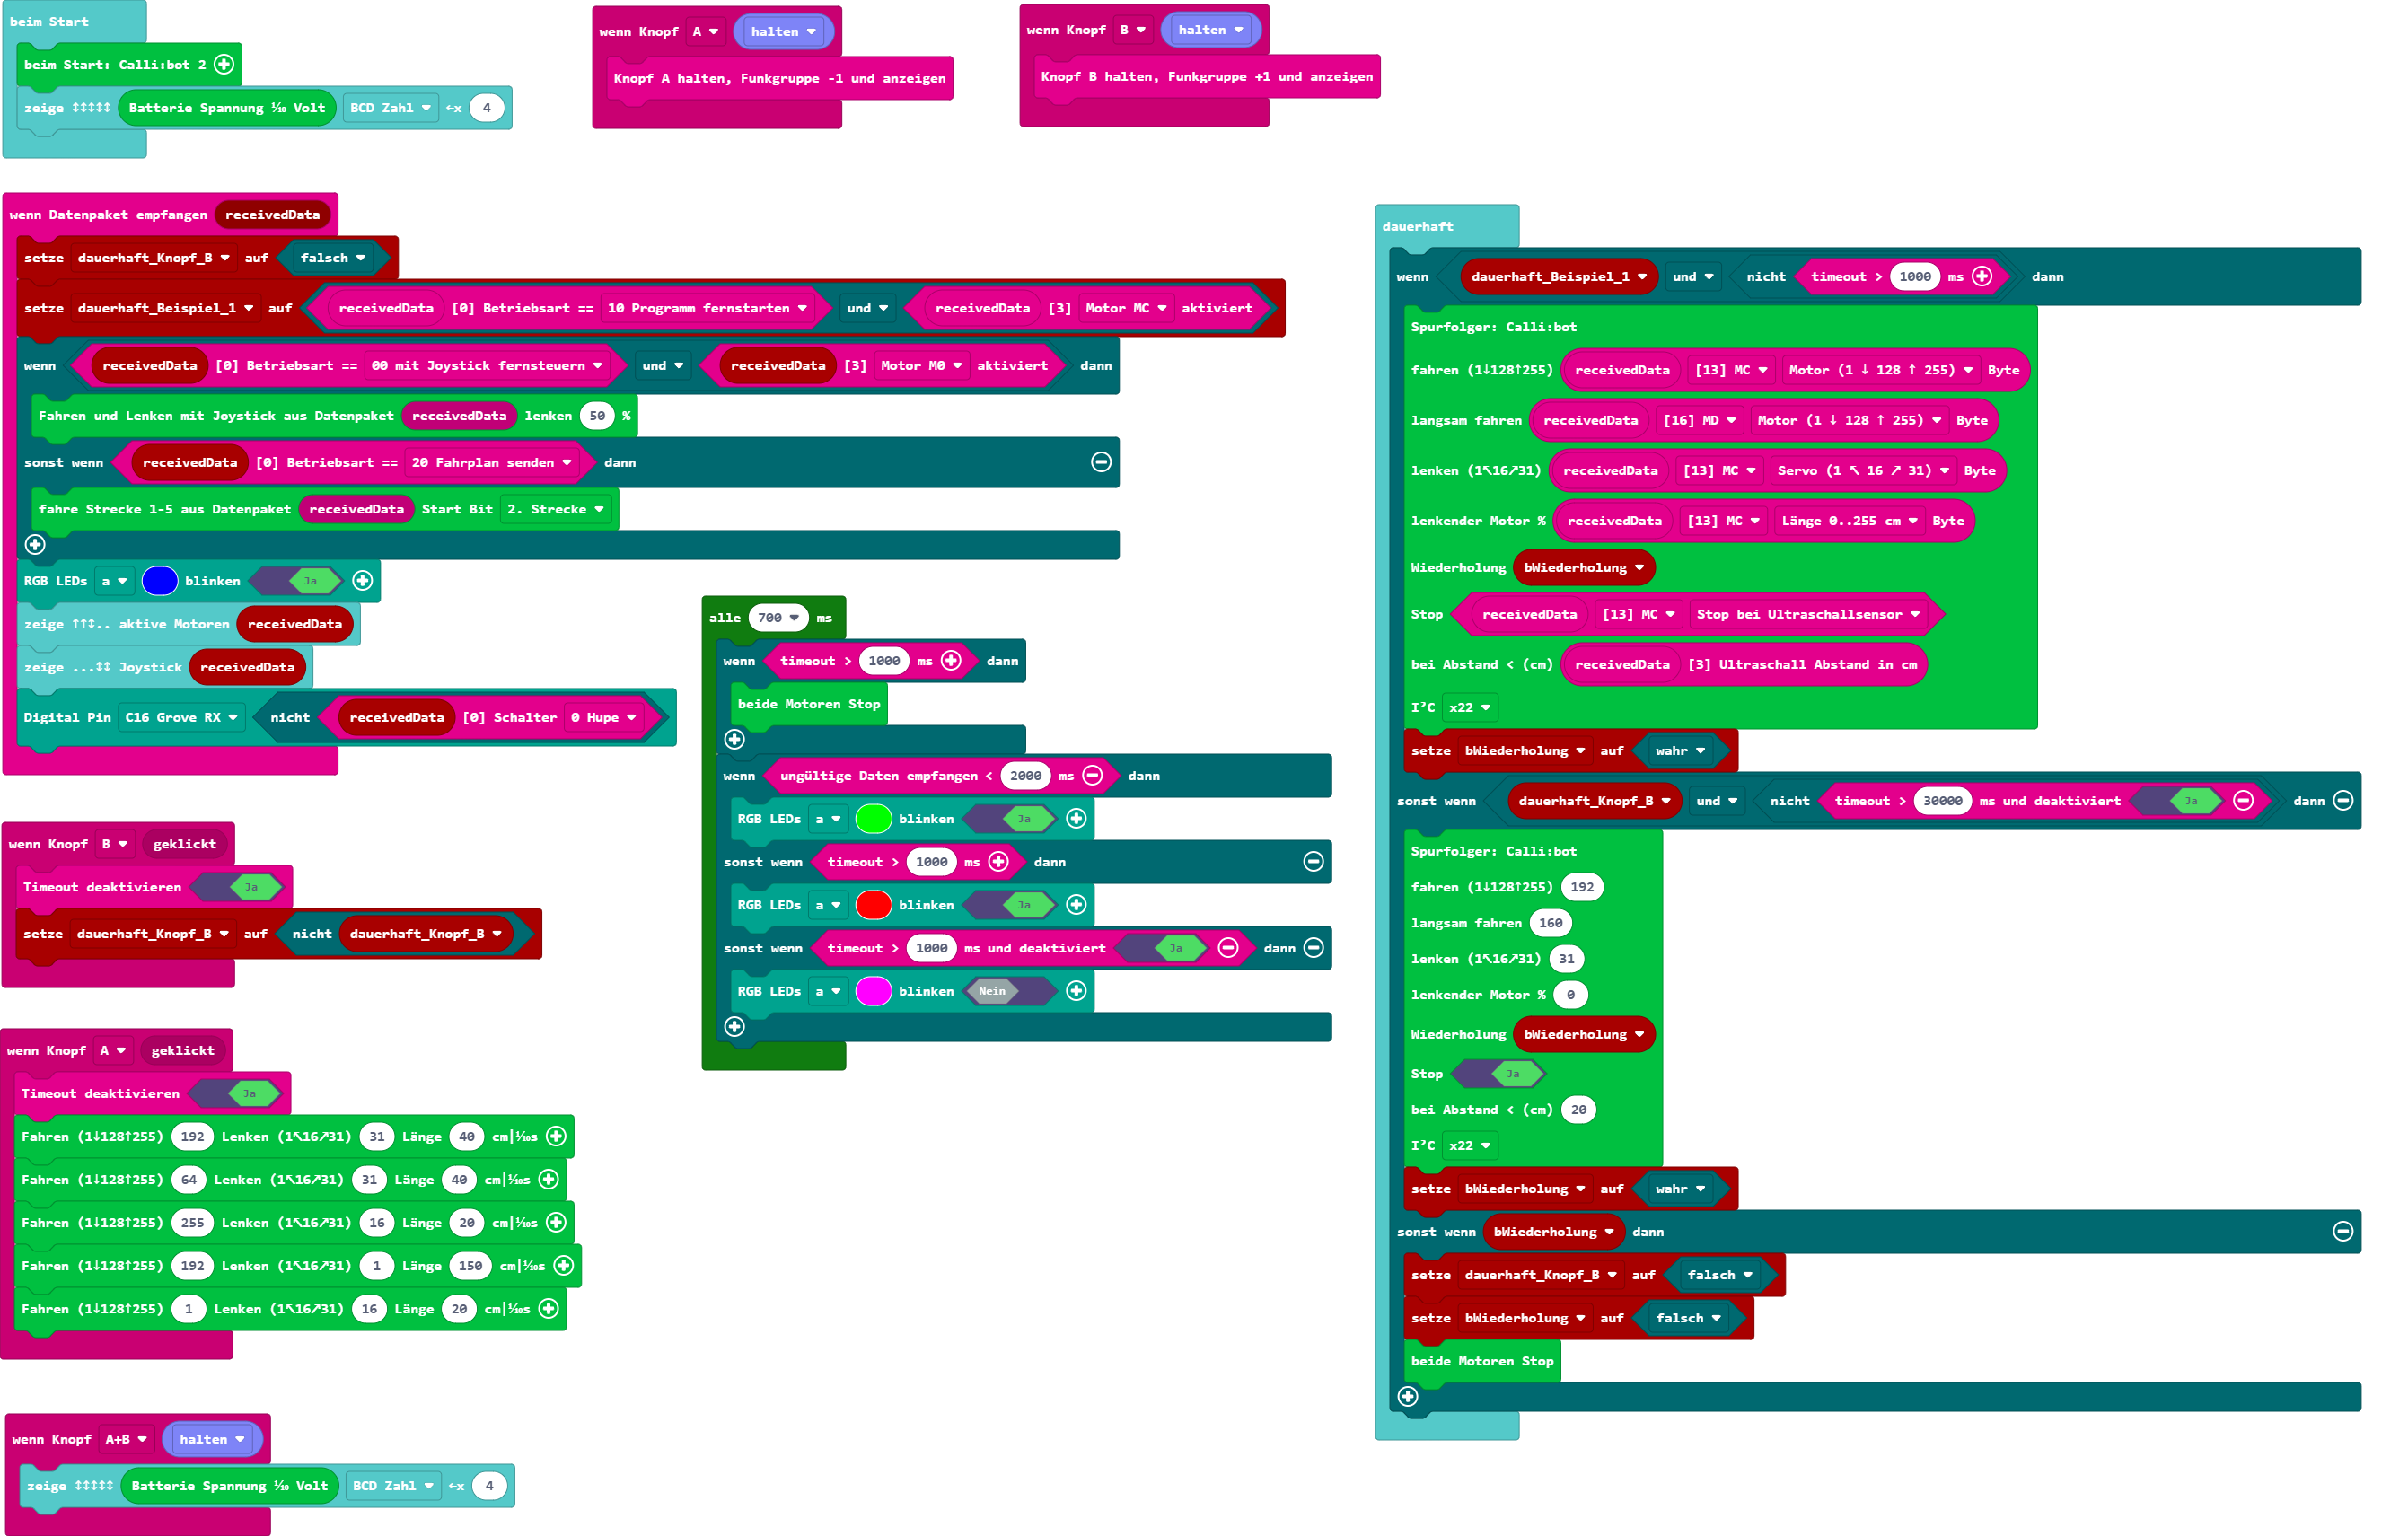 beim Start
beim Start: Calli:bot 2
zeige ↕↕↕↕↕ Batterie Spannung ⅒ Volt BCD Zahl ←x 4
wenn Knopf A halten
Knopf A halten, Funkgruppe -1 und anzeigen
wenn Knopf B halten
Knopf B halten, Funkgruppe +1 und anzeigen
wenn Datenpaket empfangen receivedData
setze dauerhaft_Knopf_B auf falsch
setze dauerhaft_Beispiel_1 auf receivedData [0] Betriebsart == 10 Programm fernstarten und receivedData [3] Motor MC aktiviert
wenn receivedData [0] Betriebsart == 00 mit Joystick fernsteuern und receivedData [3] Motor M0 aktiviert dann
Fahren und Lenken mit Joystick aus Datenpaket receivedData lenken 50 %
sonst wenn receivedData [0] Betriebsart == 20 Fahrplan senden dann
fahre Strecke 1-5 aus Datenpaket receivedData Start Bit 2. Strecke
RGB LEDs a blinken Ja
zeige ↑↑↕.. aktive Motoren receivedData
zeige ...↕↕ Joystick receivedData
Digital Pin C16 Grove RX nicht receivedData [0] Schalter 0 Hupe
wenn Knopf B geklickt
Timeout deaktivieren Ja
setze dauerhaft_Knopf_B auf nicht dauerhaft_Knopf_B
wenn Knopf A geklickt
Timeout deaktivieren Ja
Fahren (1↓128↑255) 192 Lenken (1↖16↗31) 31 Länge 40 cm|⅒s
Fahren (1↓128↑255) 64 Lenken (1↖16↗31) 31 Länge 40 cm|⅒s
Fahren (1↓128↑255) 255 Lenken (1↖16↗31) 16 Länge 20 cm|⅒s
Fahren (1↓128↑255) 192 Lenken (1↖16↗31) 1 Länge 150 cm|⅒s
Fahren (1↓128↑255) 1 Lenken (1↖16↗31) 16 Länge 20 cm|⅒s
wenn Knopf A+B halten
zeige ↕↕↕↕↕ Batterie Spannung ⅒ Volt BCD Zahl ←x 4
alle 700 ms
wenn timeout > 1000 ms dann
beide Motoren Stop
wenn ungültige Daten empfangen < 2000 ms dann
RGB LEDs a blinken Ja
sonst wenn timeout > 1000 ms dann
RGB LEDs a blinken Ja
sonst wenn timeout > 1000 ms und deaktiviert Ja dann
RGB LEDs a blinken Nein
dauerhaft
wenn dauerhaft_Beispiel_1 und nicht timeout > 1000 ms dann
Spurfolger: Calli:bot
fahren (1↓128↑255) receivedData [13] MC Motor (1 ↓ 128 ↑ 255) Byte
langsam fahren receivedData [16] MD Motor (1 ↓ 128 ↑ 255) Byte
lenken (1↖16↗31) receivedData [13] MC Servo (1 ↖ 16 ↗ 31) Byte
lenkender Motor % receivedData [13] MC Länge 0..255 cm Byte
Wiederholung bWiederholung
Stop receivedData [13] MC Stop bei Ultraschallsensor
bei Abstand < (cm) receivedData [3] Ultraschall Abstand in cm
I²C x22
setze bWiederholung auf wahr
sonst wenn dauerhaft_Knopf_B und nicht timeout > 30000 ms und deaktiviert Ja dann
Spurfolger: Calli:bot
fahren (1↓128↑255) 192
langsam fahren 160
lenken (1↖16↗31) 31
lenkender Motor % 0
Wiederholung bWiederholung
Stop Ja
bei Abstand < (cm) 20
I²C x22
setze bWiederholung auf wahr
sonst wenn bWiederholung dann
setze dauerhaft_Knopf_B auf falsch
setze bWiederholung auf falsch
beide Motoren Stop